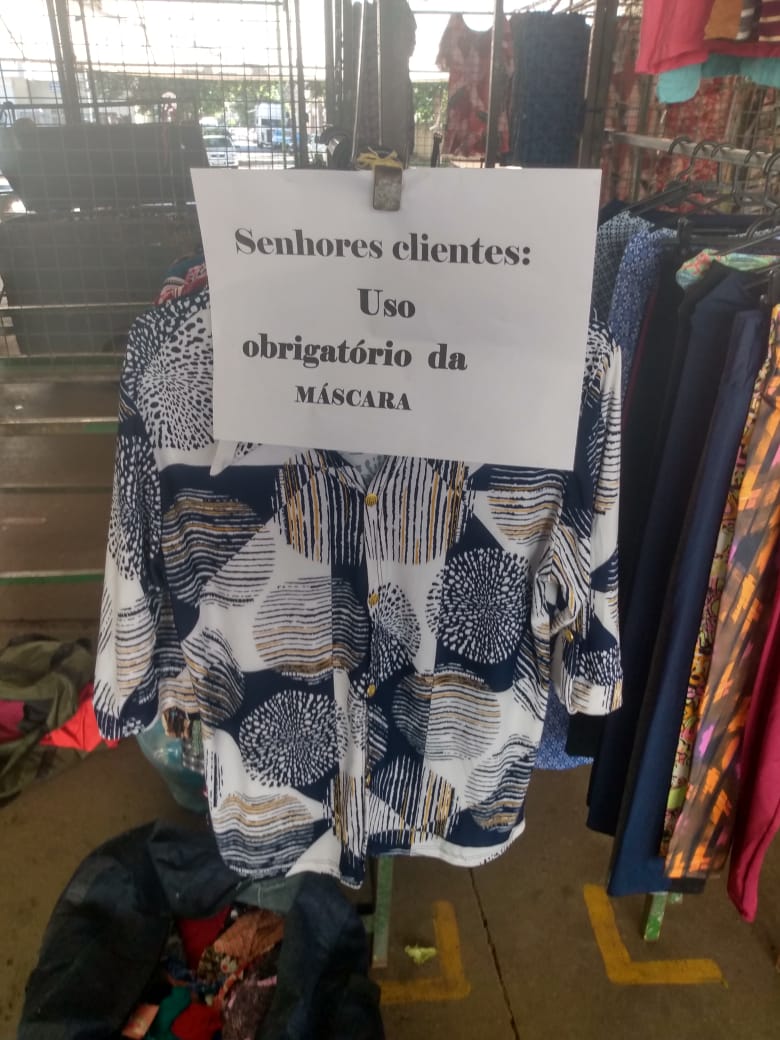 Senhores clientes:
Uso
obrigatório da
MÁSCARA